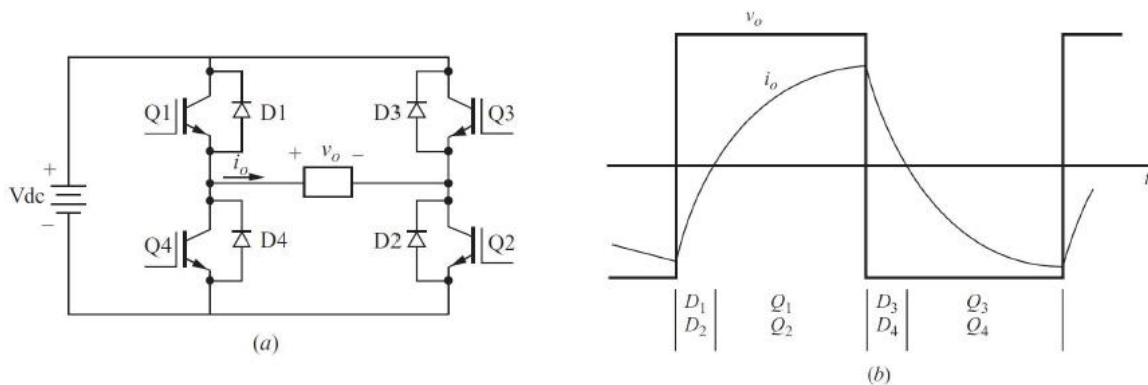 Q1
D1
D3
Q3
+ v_o −
i_o
+
Vdc
−
Q4
D4
D2
Q2
(a)
v_o
i_o
t
D_1 Q_1 D_3 Q_3
D_2 Q_2 D_4 Q_4
(b)